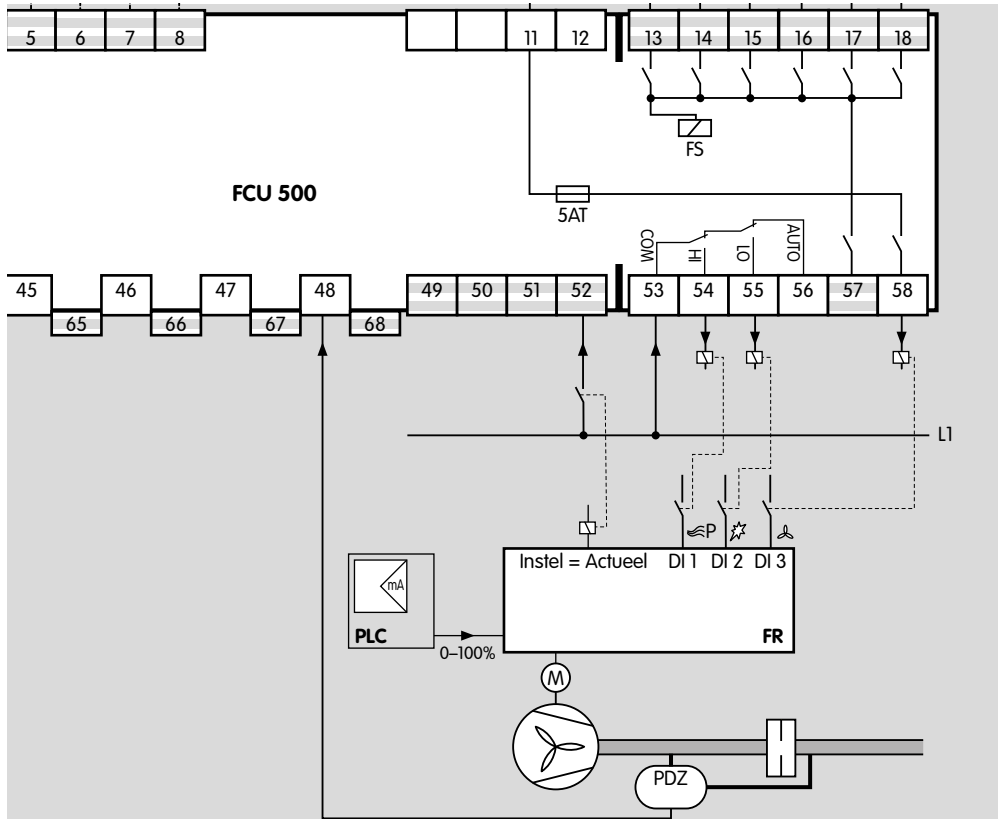 5 6 7 8 11 12 13 14 15 16 17 18
FS
FCU 500
5AT
COM HI LO AUTO
45 46 47 48 49 50 51 52 53 54 55 56 57 58
65 66 67 68
L1
P
Instel = Actueel DI 1 DI 2 DI 3
mA
PLC
FR
0–100%
M
PDZ